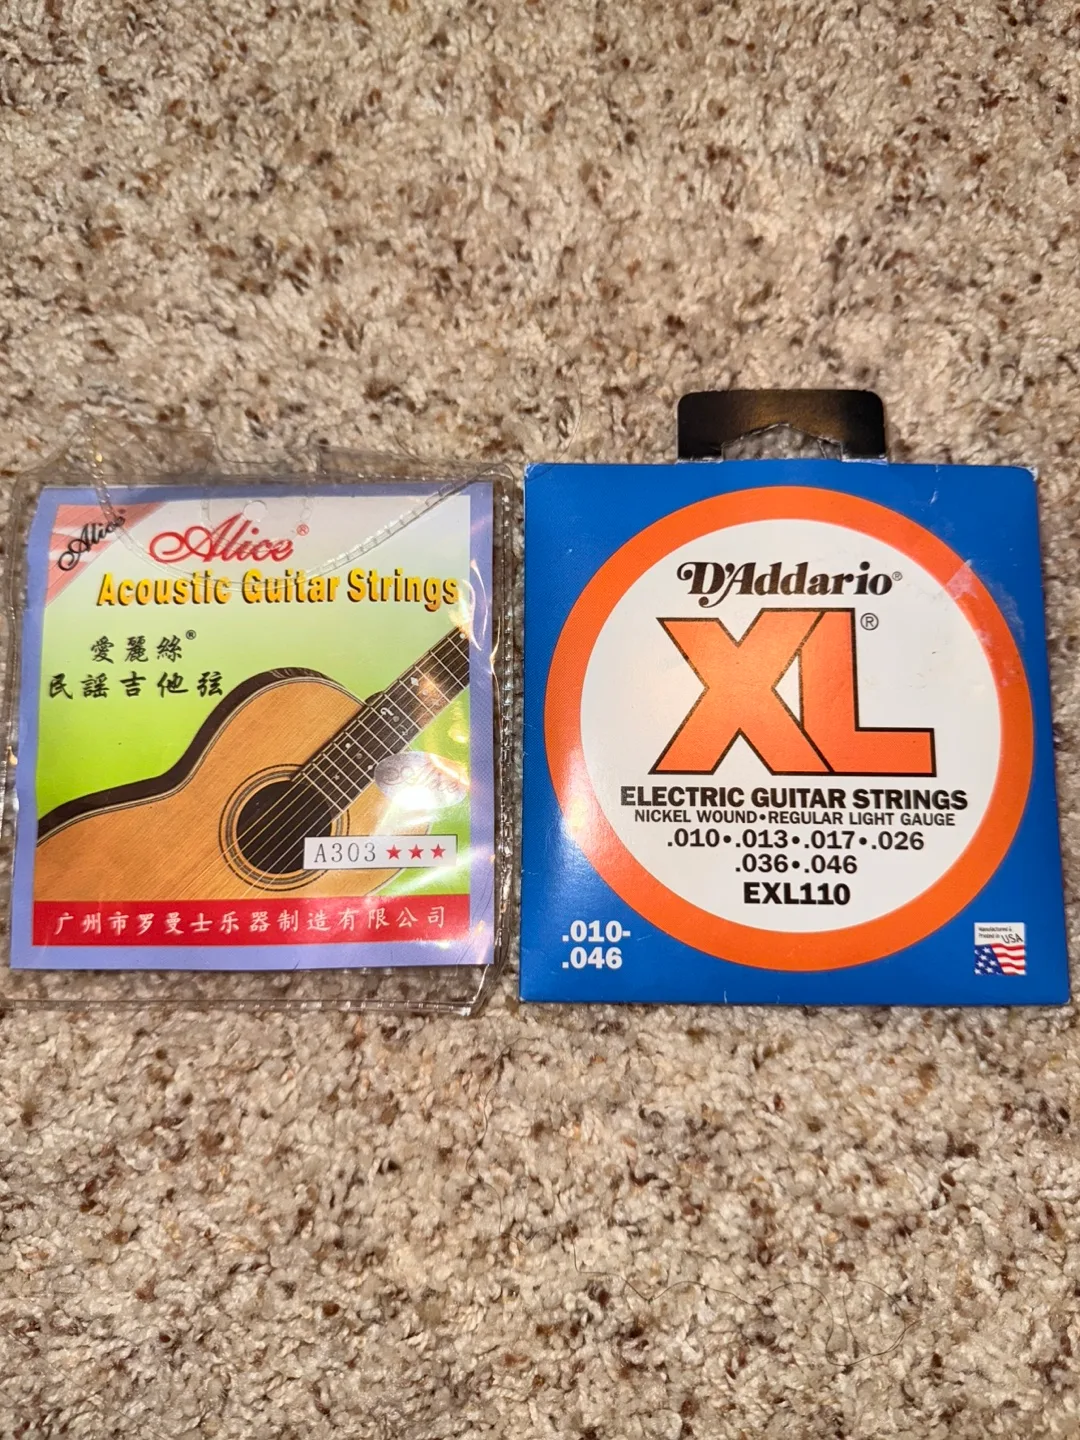 Alice
Alice®
Acoustic Guitar Strings
愛麗絲®
民謠吉他弦
A303 ★★★
广州市罗曼士乐器制造有限公司
D'Addario®
XL®
ELECTRIC GUITAR STRINGS
NICKEL WOUND•REGULAR LIGHT GAUGE
.010•.013•.017•.026
.036•.046
EXL110
.010-
.046
Manufactured &
USA